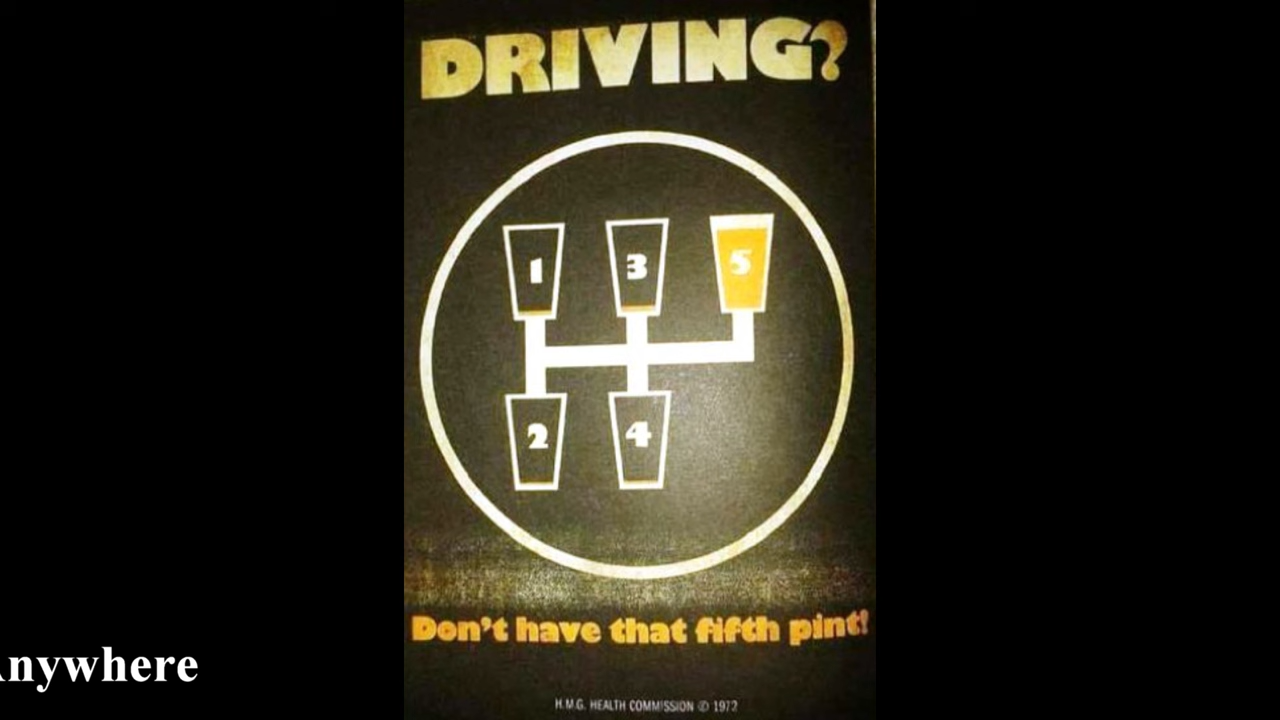 DRIVING?
1 3 5
2 4
Don't have that fifth pint!
nywhere
H.M.G. HEALTH COMMISSION © 1972